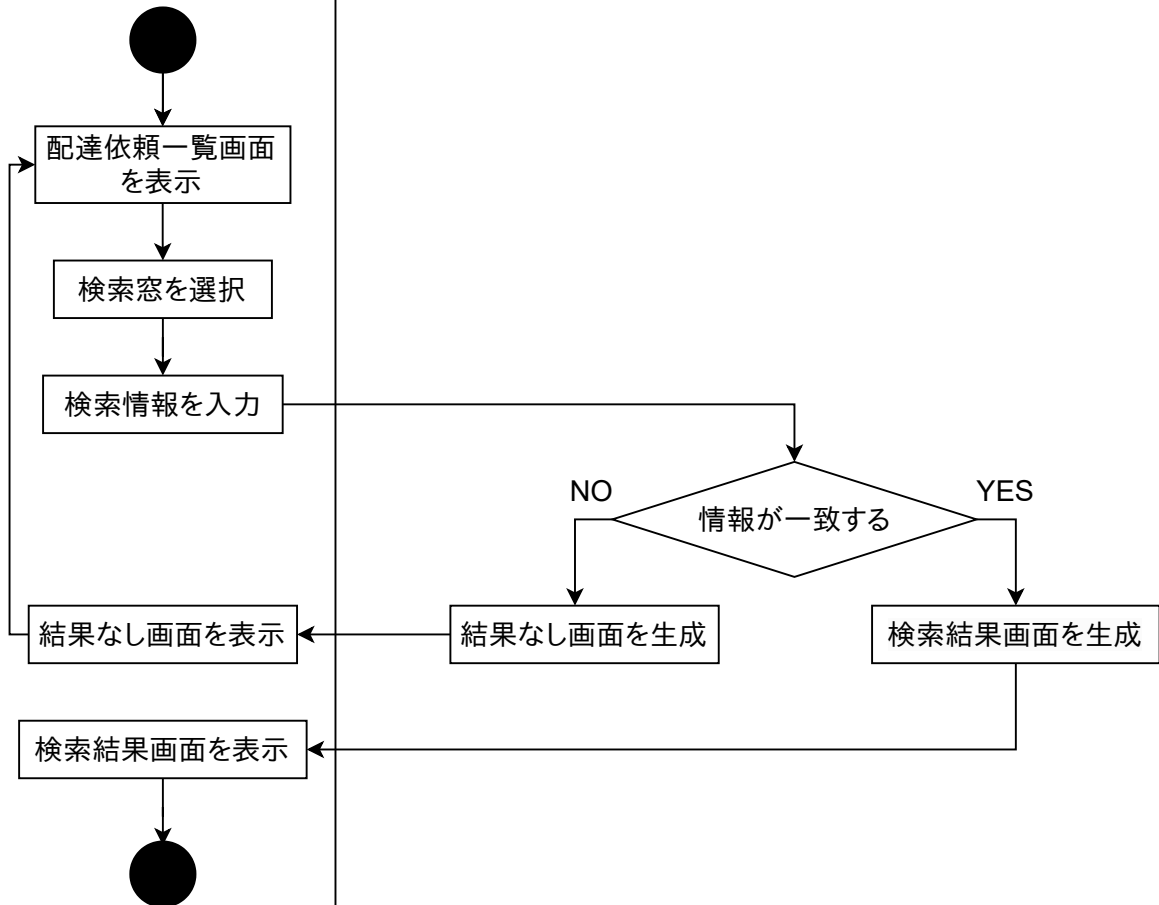 配達依頼一覧画面
を表示
検索窓を選択
検索情報を入力
NO
YES
情報が一致する
結果なし画面を表示
結果なし画面を生成
検索結果画面を生成
検索結果画面を表示